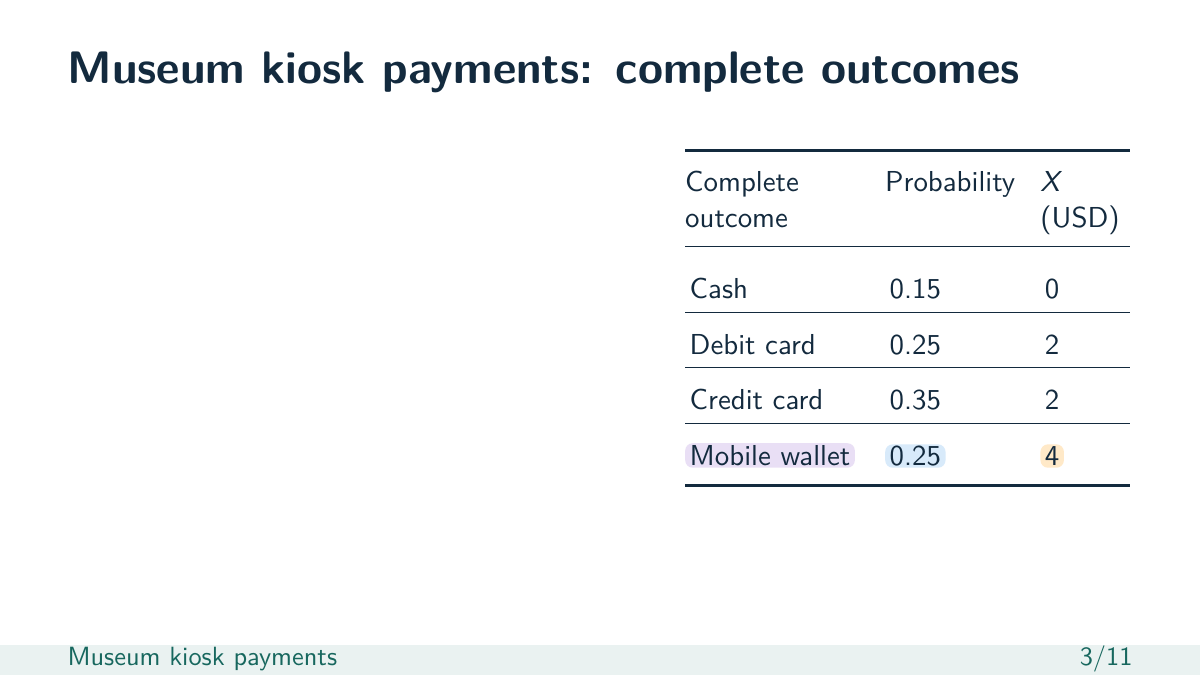 Museum kiosk payments: complete outcomes
Complete outcome Probability X (USD)
Cash 0.15 0
Debit card 0.25 2
Credit card 0.35 2
Mobile wallet 0.25 4
Museum kiosk payments 3/11